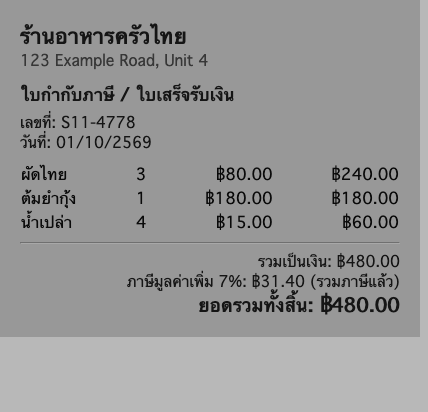 ร้านอาหารครัวไทย
123 Example Road, Unit 4
ใบกำกับภาษี / ใบเสร็จรับเงิน
เลขที่: S11-4778
วันที่: 01/10/2569
ผัดไทย 3 ฿80.00 ฿240.00
ต้มยำกุ้ง 1 ฿180.00 ฿180.00
น้ำเปล่า 4 ฿15.00 ฿60.00
รวมเป็นเงิน: ฿480.00
ภาษีมูลค่าเพิ่ม 7%: ฿31.40 (รวมภาษีแล้ว)
ยอดรวมทั้งสิ้น: ฿480.00